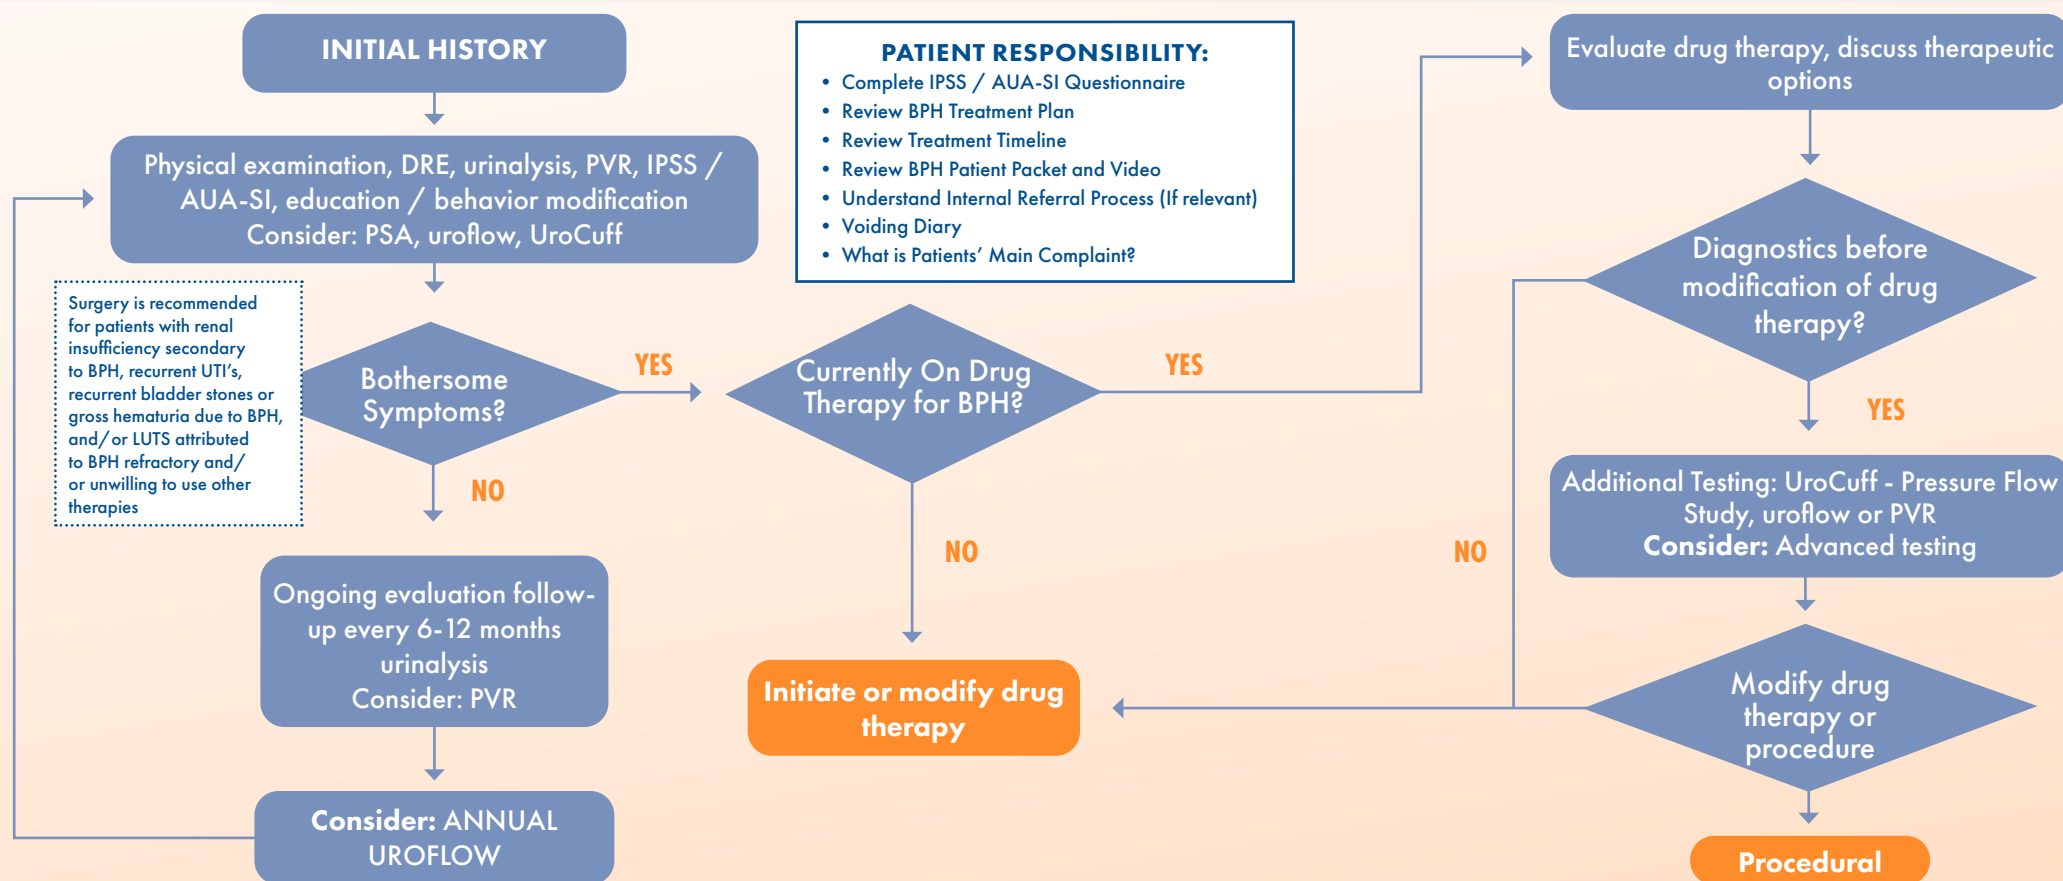 INITIAL HISTORY
Physical examination, DRE, urinalysis, PVR, IPSS /
AUA-SI, education / behavior modification
Consider: PSA, uroflow, UroCuff
Surgery is recommended
for patients with renal
insufficiency secondary
to BPH, recurrent UTI's,
recurrent bladder stones or
gross hematuria due to BPH,
and/or LUTS attributed
to BPH refractory and/
or unwilling to use other
therapies
Bothersome
Symptoms?
YES
NO
Ongoing evaluation follow-
up every 6-12 months
urinalysis
Consider: PVR
Consider: ANNUAL
UROFLOW
PATIENT RESPONSIBILITY:
• Complete IPSS / AUA-SI Questionnaire
• Review BPH Treatment Plan
• Review Treatment Timeline
• Review BPH Patient Packet and Video
• Understand Internal Referral Process (If relevant)
• Voiding Diary
• What is Patients' Main Complaint?
Currently On Drug
Therapy for BPH?
YES
NO
Initiate or modify drug
therapy
Evaluate drug therapy, discuss therapeutic
options
Diagnostics before
modification of drug
therapy?
YES
NO
Additional Testing: UroCuff - Pressure Flow
Study, uroflow or PVR
Consider: Advanced testing
Modify drug
therapy or
procedure
Procedural